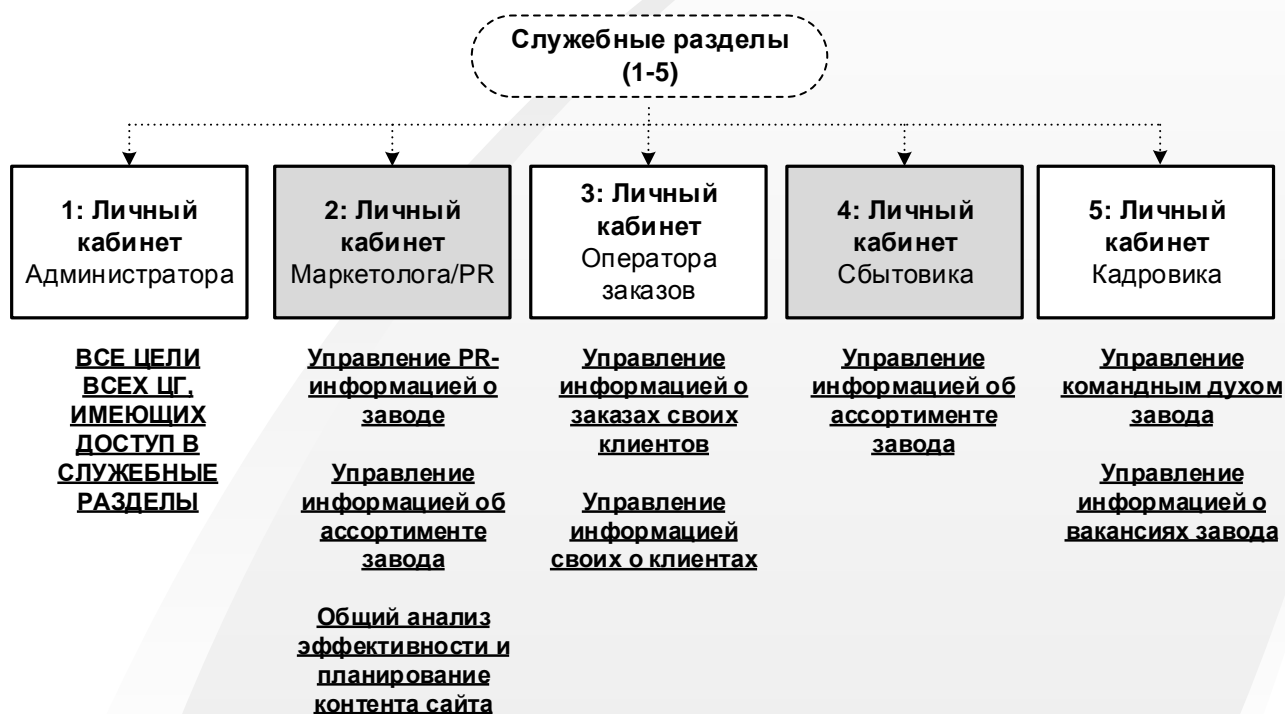 Служебные разделы
(1-5)
1: Личный
кабинет
Администратора
2: Личный
кабинет
Маркетолога/PR
3: Личный
кабинет
Оператора
заказов
4: Личный
кабинет
Сбытовика
5: Личный
кабинет
Кадровика
ВСЕ ЦЕЛИ
ВСЕХ ЦГ,
ИМЕЮЩИХ
ДОСТУП В
СЛУЖЕБНЫЕ
РАЗДЕЛЫ
Управление PR-
информацией о
заводе
Управление
информацией об
ассортименте
завода
Общий анализ
эффективности и
планирование
контента сайта
Управление
информацией о
заказах своих
клиентов
Управление
информацией
своих о клиентах
Управление
информацией об
ассортименте
завода
Управление
командным духом
завода
Управление
информацией о
вакансиях завода